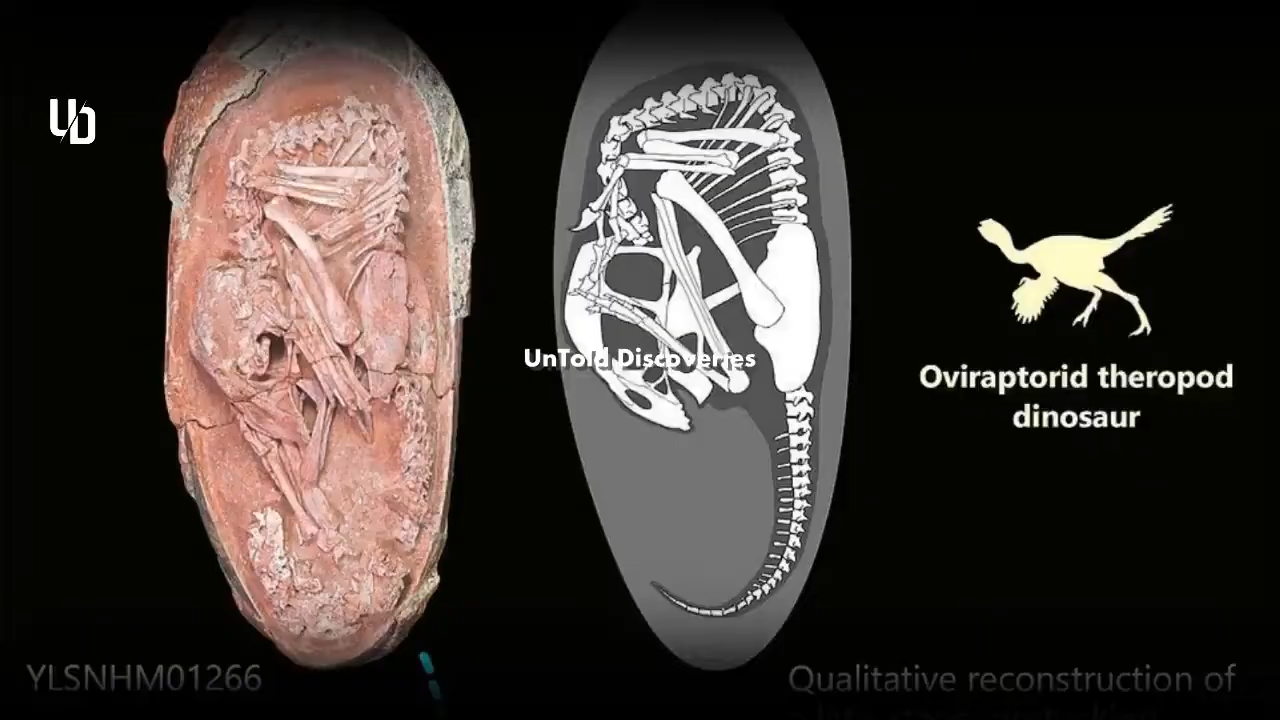 UD
UnTold Discoveries
Oviraptorid theropod
dinosaur
YLSNHM01266
Qualitative reconstruction of